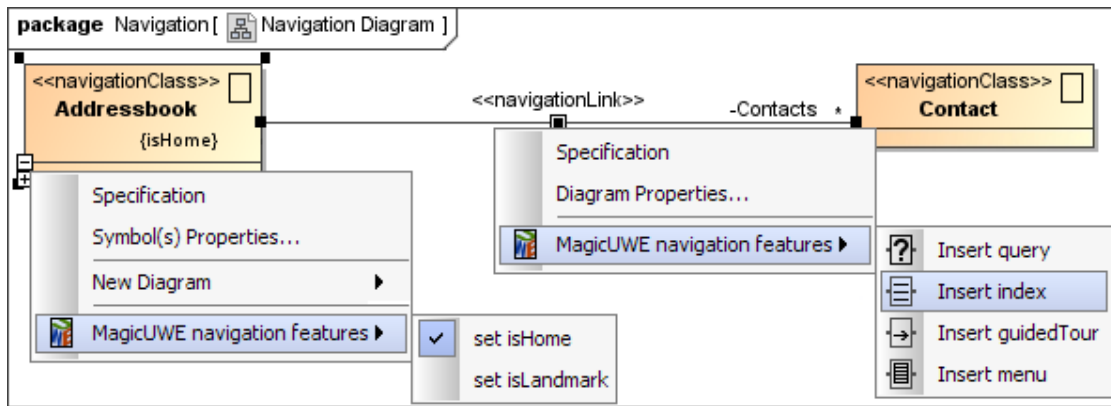 package Navigation [ Navigation Diagram ]
<<navigationClass>>
Addressbook
{isHome}
<<navigationLink>>
-Contacts *
<<navigationClass>>
Contact
Specification
Symbol(s) Properties...
New Diagram
MagicUWE navigation features
set isHome
set isLandmark
Specification
Diagram Properties...
MagicUWE navigation features
Insert query
Insert index
Insert guidedTour
Insert menu